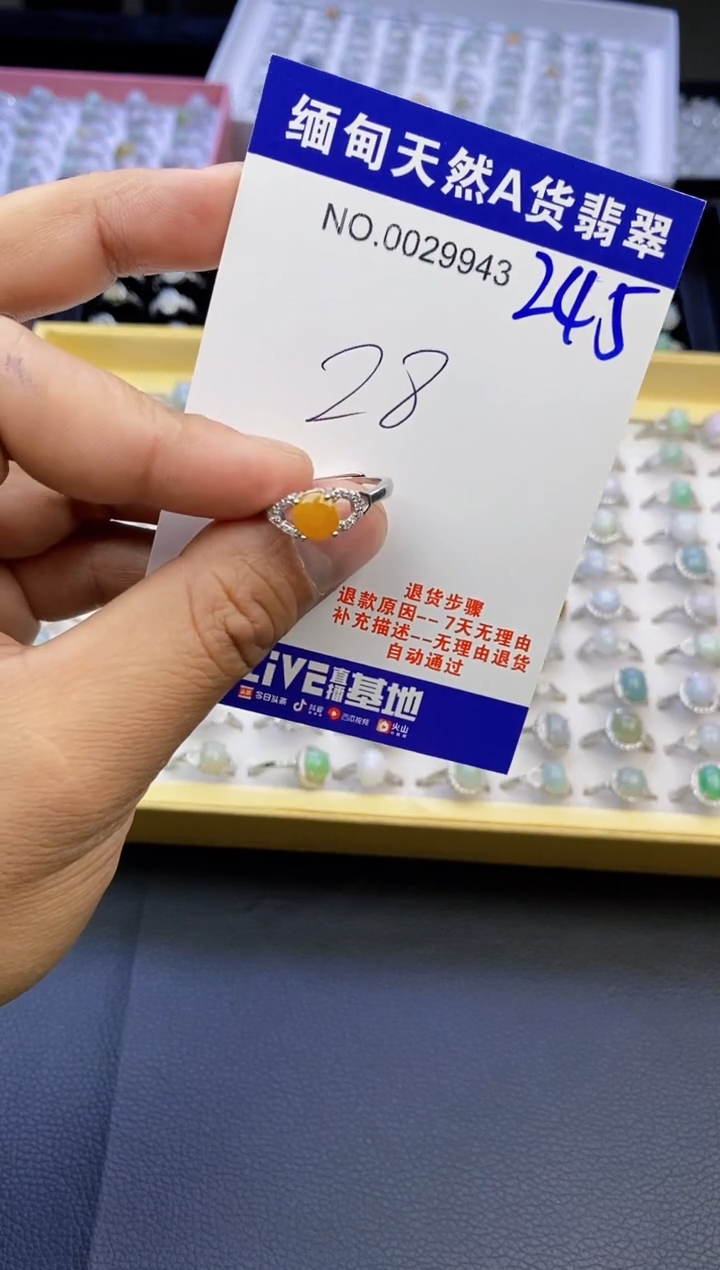 缅甸天然A货翡翠
NO.0029943
245
28
退货步骤
退款原因--7天无理由
补充描述--无理由退货
自动通过
LiVE直播基地
今日头条 抖音 西瓜视频 火山